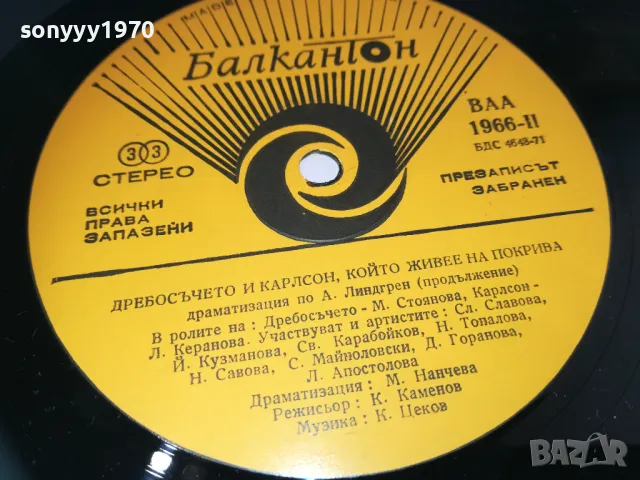 sonyyy1970
MADE
Балкантон
ВАА
1966-II
БДС 4648-71
33
СТЕРЕО
ВСИЧКИ
ПРАВА
ЗАПАЗЕНИ
ПРЕЗАПИСЪТ
ЗАБРАНЕН
ДРЕБОСЪЧЕТО И КАРЛСОН, КОЙТО ЖИВЕЕ НА ПОКРИВА
драматизация по А. Линдгрен (продължение)
В ролите на: Дребосъчето - М. Стоянова, Карлсон -
Л. Керанова. Участвуват и артистите: Сл. Славова,
Й. Кузманова, Св. Карабойков, Н. Топалова,
Н. Савова, С. Майноловски, Д. Горанова,
Л. Апостолова
Драматизация: М. Нанчева
Режисьор: К. Каменов
Музика: К. Цеков
BAZAR